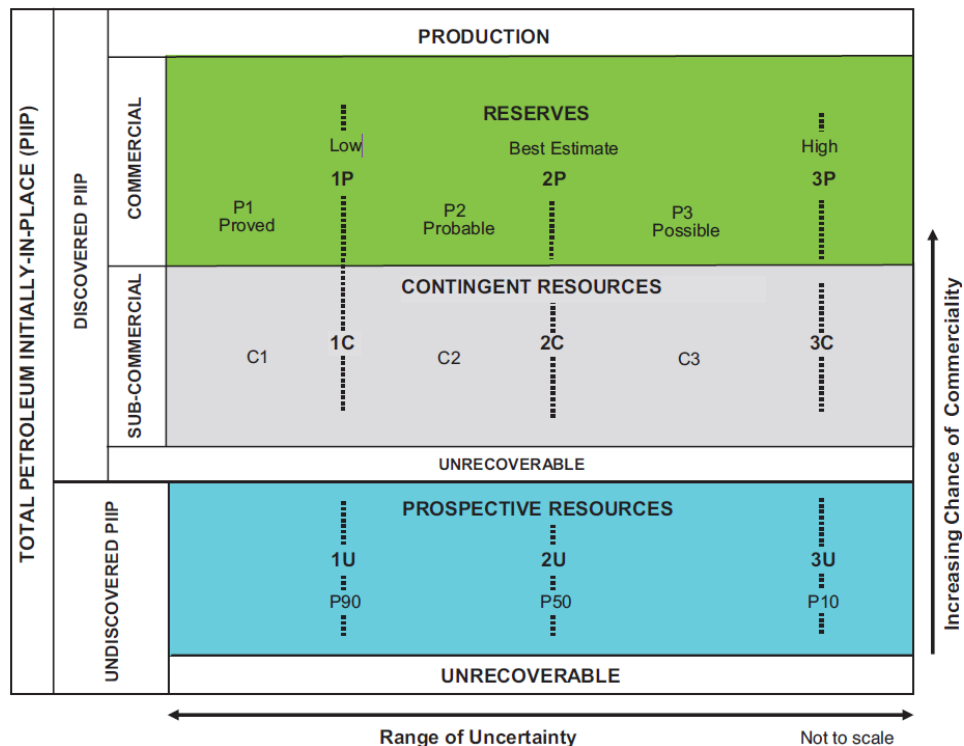 TOTAL PETROLEUM INITIALLY-IN-PLACE (PIIP)
DISCOVERED PIIP
UNDISCOVERED PIIP
COMMERCIAL
SUB-COMMERCIAL
PRODUCTION
RESERVES
Low Best Estimate High
1P 2P 3P
P1 P2 P3
Proved Probable Possible
CONTINGENT RESOURCES
1C 2C 3C
C1 C2 C3
UNRECOVERABLE
PROSPECTIVE RESOURCES
1U 2U 3U
P90 P50 P10
UNRECOVERABLE
Increasing Chance of Commerciality
Range of Uncertainty
Not to scale